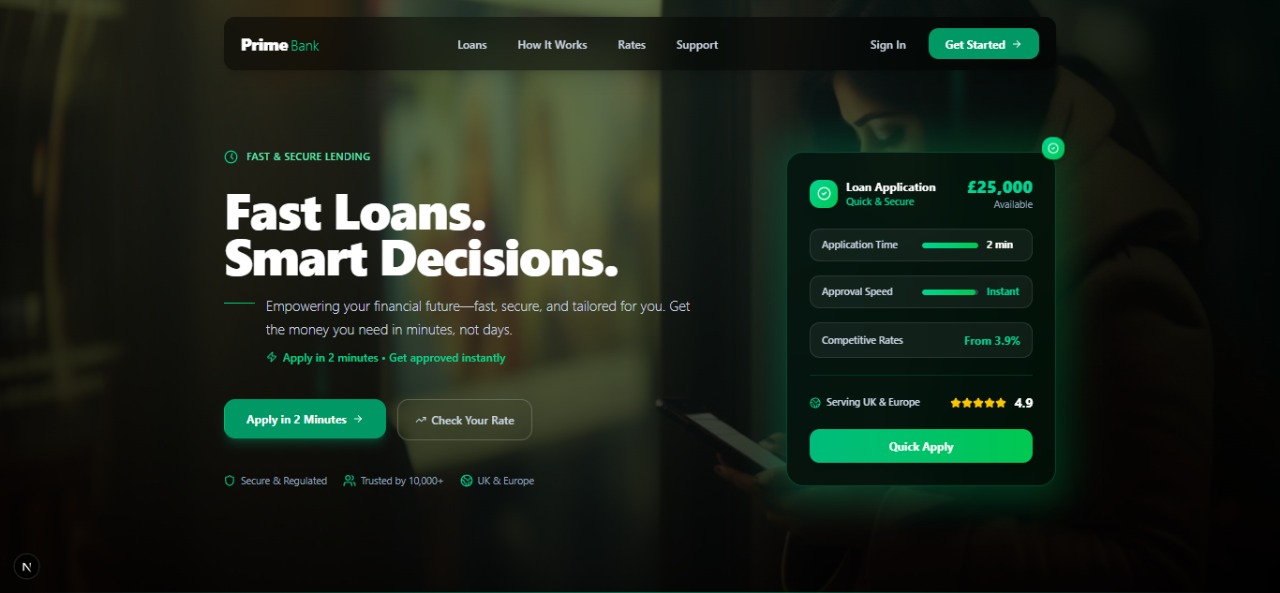 Prime Bank
Loans
How It Works
Rates
Support
Sign In
Get Started
FAST & SECURE LENDING
Fast Loans.
Smart Decisions.
Empowering your financial future—fast, secure, and tailored for you. Get
the money you need in minutes, not days.
Apply in 2 minutes • Get approved instantly
Apply in 2 Minutes
Check Your Rate
Secure & Regulated
Trusted by 10,000+
UK & Europe
Loan Application
Quick & Secure
£25,000
Available
Application Time
2 min
Approval Speed
Instant
Competitive Rates
From 3.9%
Serving UK & Europe
4.9
Quick Apply
N